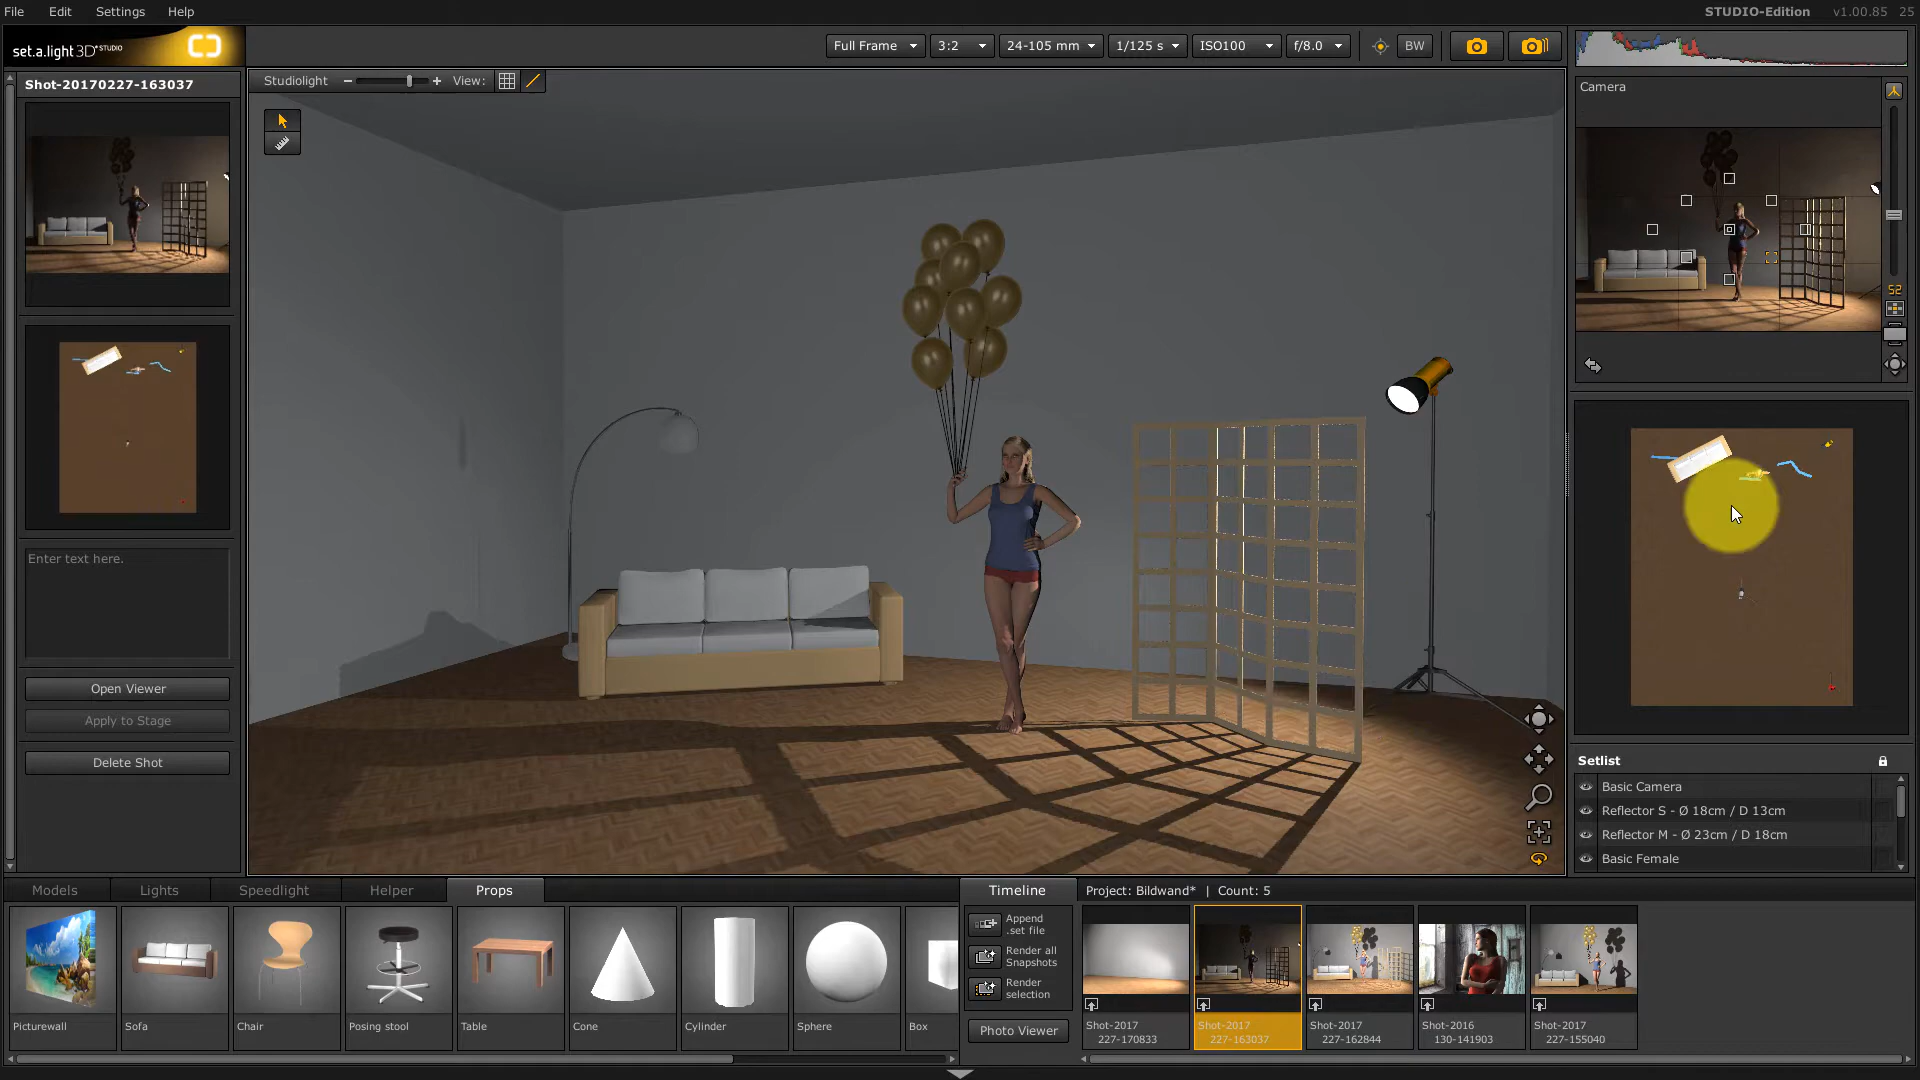 File Edit Settings Help
STUDIO-Edition v1.00.85 25
set.a.light 3D STUDIO
Full Frame 3:2 24-105 mm 1/125 s ISO100 f/8.0 BW
Shot-20170227-163037
Studiolight View:
Camera
52
Enter text here.
Open Viewer
Apply to Stage
Delete Shot
Setlist
Basic Camera
Reflector S - Ø 18cm / D 13cm
Reflector M - Ø 23cm / D 18cm
Basic Female
Models Lights Speedlight Helper Props
Timeline Project: Bildwand* | Count: 5
Append .set file
Render all Snapshots
Render selection
Photo Viewer
Picturewall Sofa Chair Posing stool Table Cone Cylinder Sphere Box
Shot-2017 Shot-2017 Shot-2017 Shot-2016 Shot-2017
227-170833 227-163037 227-162844 130-141903 227-155040